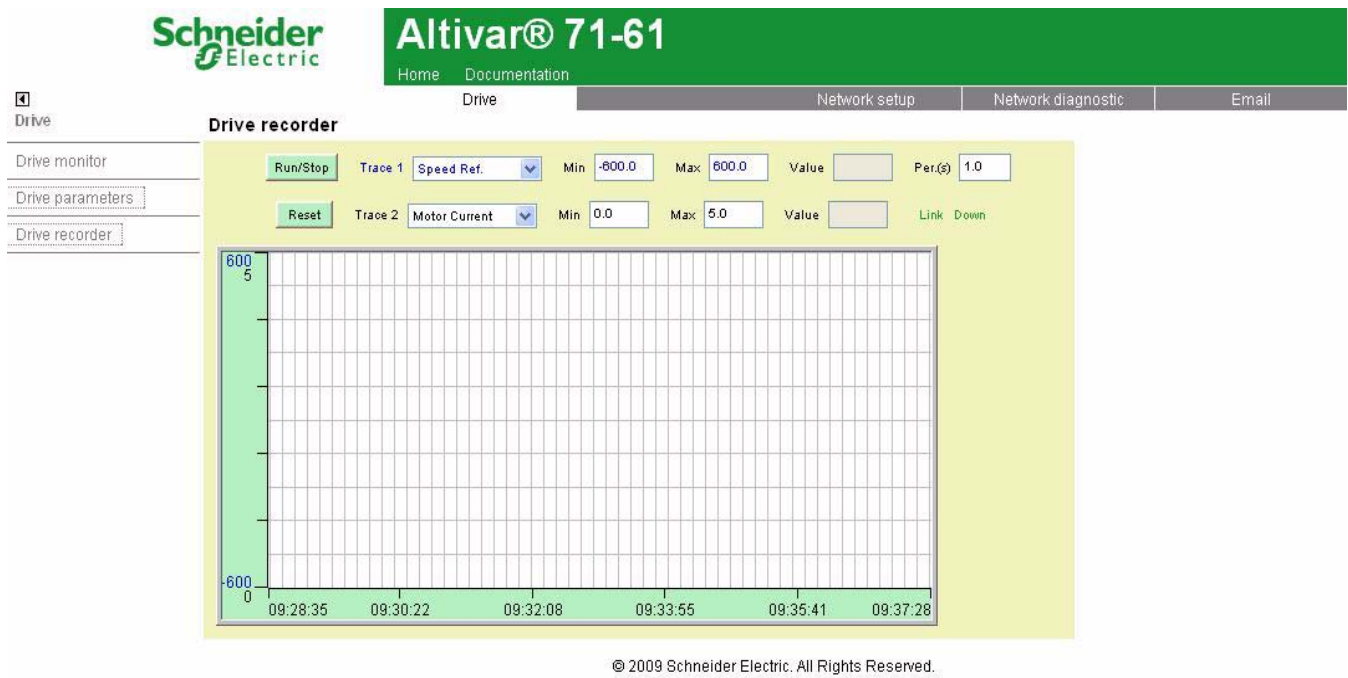 Schneider Electric
Altivar® 71-61
Home Documentation
Drive Network setup Network diagnostic Email
Drive
Drive monitor
Drive parameters
Drive recorder
Drive recorder
Run/Stop Trace 1 Speed Ref. Min -600.0 Max 600.0 Value Per.(s) 1.0
Reset Trace 2 Motor Current Min 0.0 Max 5.0 Value Link Down
600
5
-600
0
09:28:35 09:30:22 09:32:08 09:33:55 09:35:41 09:37:28
© 2009 Schneider Electric. All Rights Reserved.